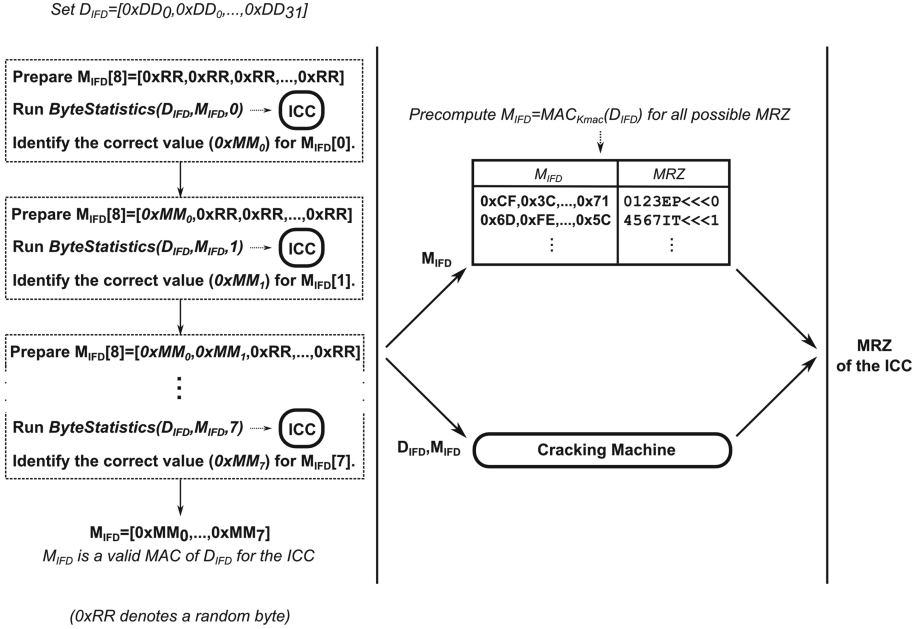 Set D_IFD=[0xDD_0,0xDD_0,...,0xDD_31]
Prepare M_IFD[8]=[0xRR,0xRR,0xRR,...,0xRR]
Run ByteStatistics(D_IFD,M_IFD,0)
ICC
Identify the correct value (0xMM_0) for M_IFD[0].
Prepare M_IFD[8]=[0xMM_0,0xRR,0xRR,...,0xRR]
Run ByteStatistics(D_IFD,M_IFD,1)
ICC
Identify the correct value (0xMM_1) for M_IFD[1].
Prepare M_IFD[8]=[0xMM_0,0xMM_1,0xRR,...,0xRR]
⋮
Run ByteStatistics(D_IFD,M_IFD,7)
ICC
Identify the correct value (0xMM_7) for M_IFD[7].
M_IFD=[0xMM_0,...,0xMM_7]
M_IFD is a valid MAC of D_IFD for the ICC
(0xRR denotes a random byte)
Precompute M_IFD=MAC_Kmac(D_IFD) for all possible MRZ
M_IFD MRZ
0xCF,0x3C,...,0x71 0123EP<<<0
0x6D,0xFE,...,0x5C 4567IT<<<1
⋮ ⋮
M_IFD
D_IFD,M_IFD
Cracking Machine
MRZ
of the ICC